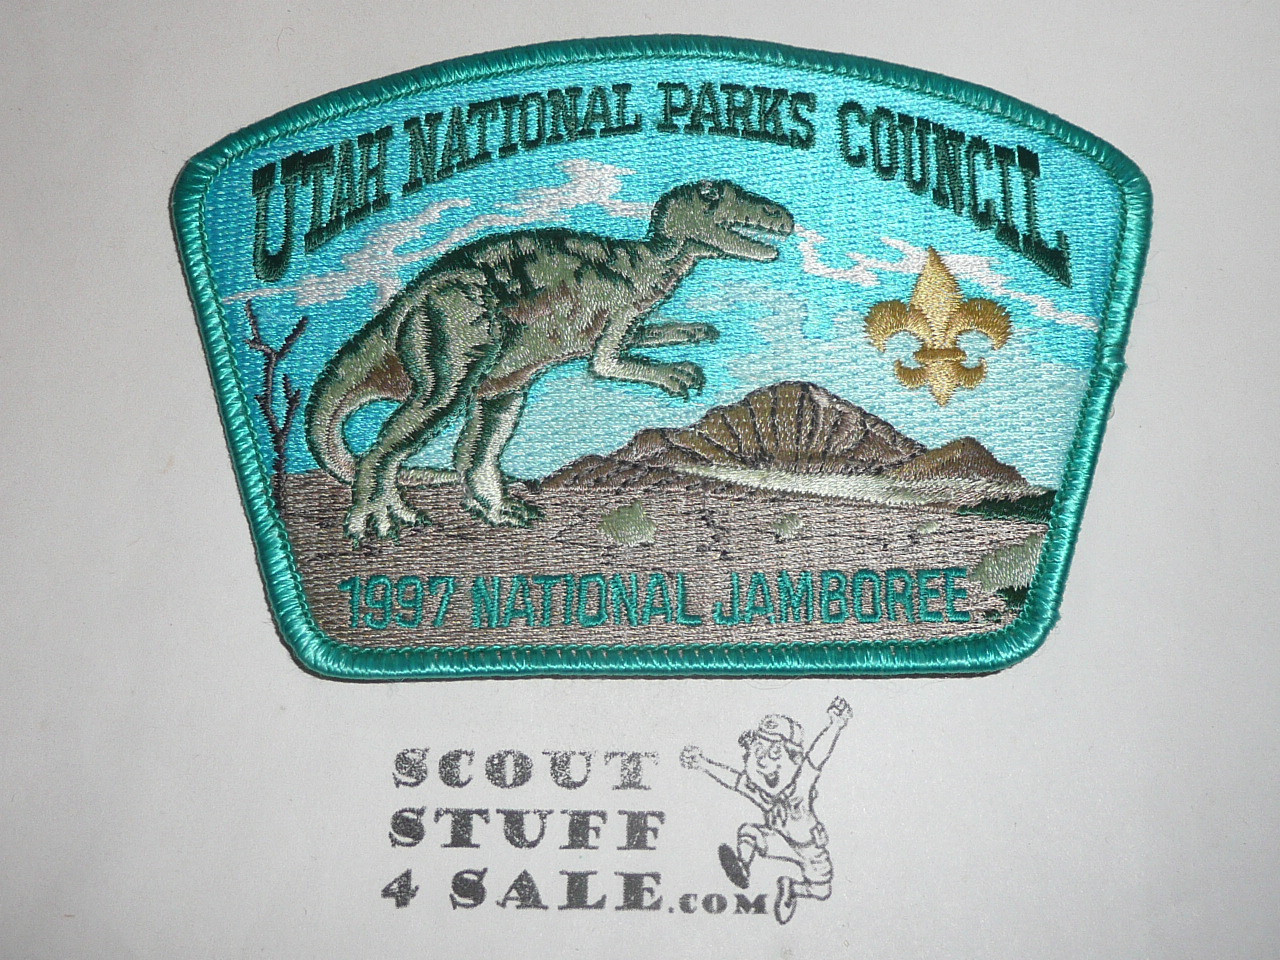 UTAH NATIONAL PARKS COUNCIL
1997 NATIONAL JAMBOREE
SCOUT
STUFF
4 SALE.COM